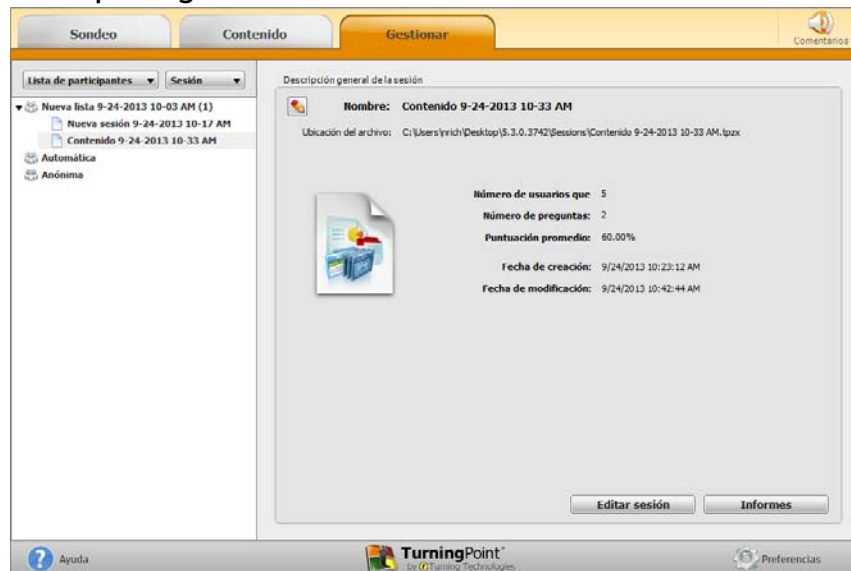 Sondeo Contenido Gestionar Comentarios
Lista de participantes Sesión
Nueva lista 9-24-2013 10-03 AM (1)
Nueva sesión 9-24-2013 10-17 AM
Contenido 9-24-2013 10-33 AM
Automática
Anónima
Descripción general de la sesión
Nombre: Contenido 9-24-2013 10-33 AM
Ubicación del archivo: C:\Users\nrich\Desktop\5.3.0.3742\Sessions\Contenido 9-24-2013 10-33 AM.tpzx
Número de usuarios que 5
Número de preguntas: 2
Puntuación promedio: 60.00%
Fecha de creación: 9/24/2013 10:23:12 AM
Fecha de modificación: 9/24/2013 10:42:44 AM
Editar sesión Informes
Ayuda
TurningPoint
by Turning Technologies
Preferencias